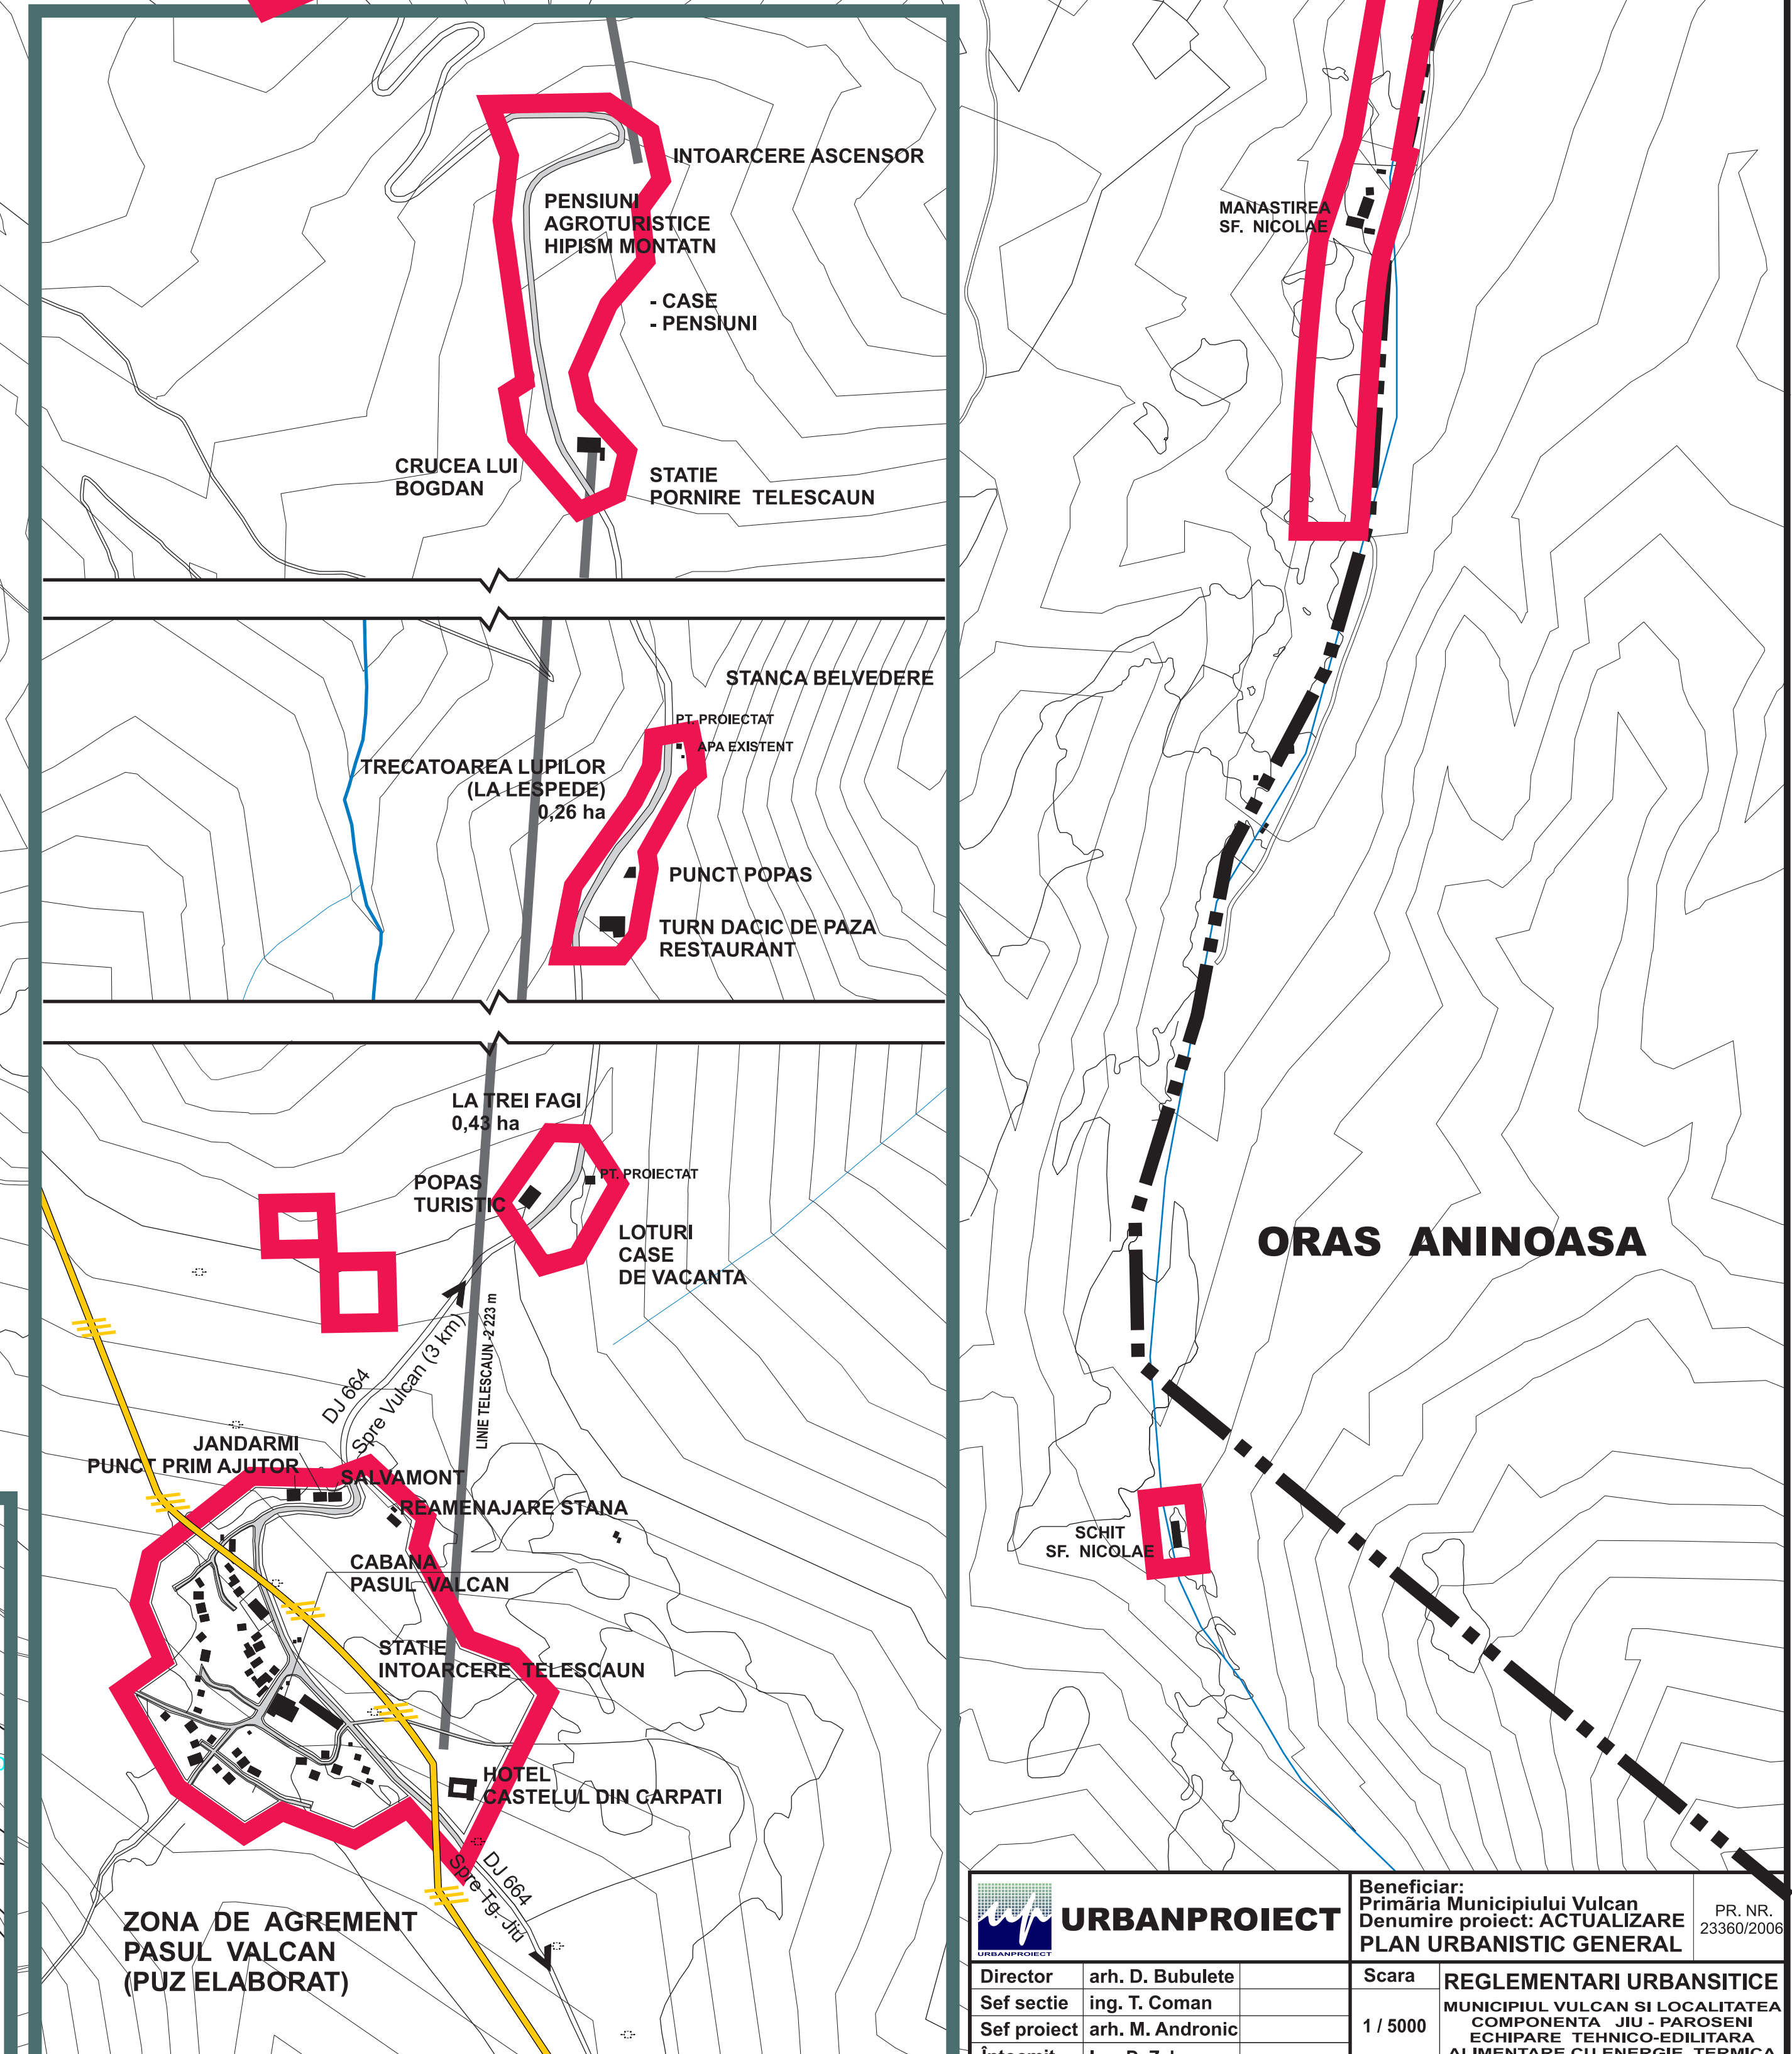 INTOARCERE ASCENSOR
PENSIUNI
AGROTURISTICE
HIPISM MONTATN
- CASE
- PENSIUNI
CRUCEA LUI
BOGDAN
STATIE
PORNIRE TELESCAUN
STANCA BELVEDERE
PT. PROIECTAT
APA EXISTENT
TRECATOAREA LUPILOR
(LA LESPEDE)
0,26 ha
PUNCT POPAS
TURN DACIC DE PAZA
RESTAURANT
LA TREI FAGI
0,43 ha
POPAS
TURISTIC
PT. PROIECTAT
LOTURI
CASE
DE VACANTA
LINIE TELESCAUN -2 223 m
DJ 664
Spre Vulcan (3 km)
JANDARMI
PUNCT PRIM AJUTOR
SALVAMONT
REAMENAJARE STANA
CABANA
PASUL VALCAN
STATIE
INTOARCERE TELESCAUN
HOTEL
CASTELUL DIN CARPATI
DJ 664
Spre Tg. Jiu
ZONA DE AGREMENT
PASUL VALCAN
(PUZ ELABORAT)
MANASTIREA
SF. NICOLAE
ORAS ANINOASA
SCHIT
SF. NICOLAE
up
URBANPROIECT
URBANPROIECT
Beneficiar:
Primăria Municipiului Vulcan
Denumire proiect: ACTUALIZARE
PLAN URBANISTIC GENERAL
PR. NR.
23360/2006
Director arh. D. Bubulete
Sef sectie ing. T. Coman
Sef proiect arh. M. Andronic
Scara
1 / 5000
REGLEMENTARI URBANSITICE
MUNICIPIUL VULCAN SI LOCALITATEA
COMPONENTA JIU - PAROSENI
ECHIPARE TEHNICO-EDILITARA
ALIMENTARE CU ENERGIE TERMICA